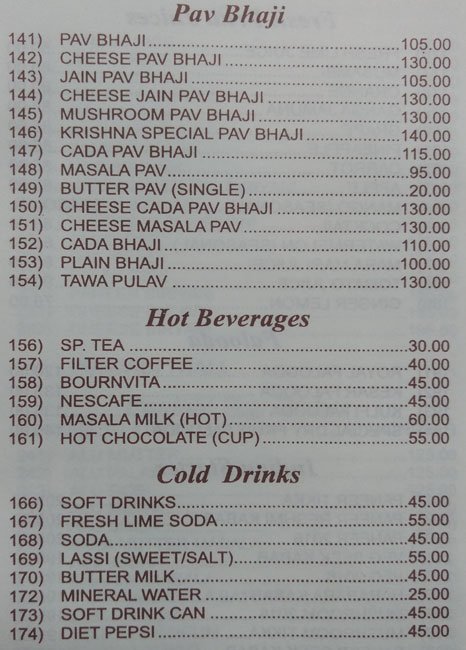 Pav Bhaji
141) PAV BHAJI 105.00
142) CHEESE PAV BHAJI 130.00
143) JAIN PAV BHAJI 105.00
144) CHEESE JAIN PAV BHAJI 130.00
145) MUSHROOM PAV BHAJI 130.00
146) KRISHNA SPECIAL PAV BHAJI 140.00
147) CADA PAV BHAJI 115.00
148) MASALA PAV 95.00
149) BUTTER PAV (SINGLE) 20.00
150) CHEESE CADA PAV BHAJI 130.00
151) CHEESE MASALA PAV 130.00
152) CADA BHAJI 110.00
153) PLAIN BHAJI 100.00
154) TAWA PULAV 130.00
Hot Beverages
156) SP. TEA 30.00
157) FILTER COFFEE 40.00
158) BOURNVITA 45.00
159) NESCAFE 45.00
160) MASALA MILK (HOT) 60.00
161) HOT CHOCOLATE (CUP) 55.00
Cold Drinks
166) SOFT DRINKS 45.00
167) FRESH LIME SODA 55.00
168) SODA 45.00
169) LASSI (SWEET/SALT) 55.00
170) BUTTER MILK 45.00
172) MINERAL WATER 25.00
173) SOFT DRINK CAN 45.00
174) DIET PEPSI 45.00